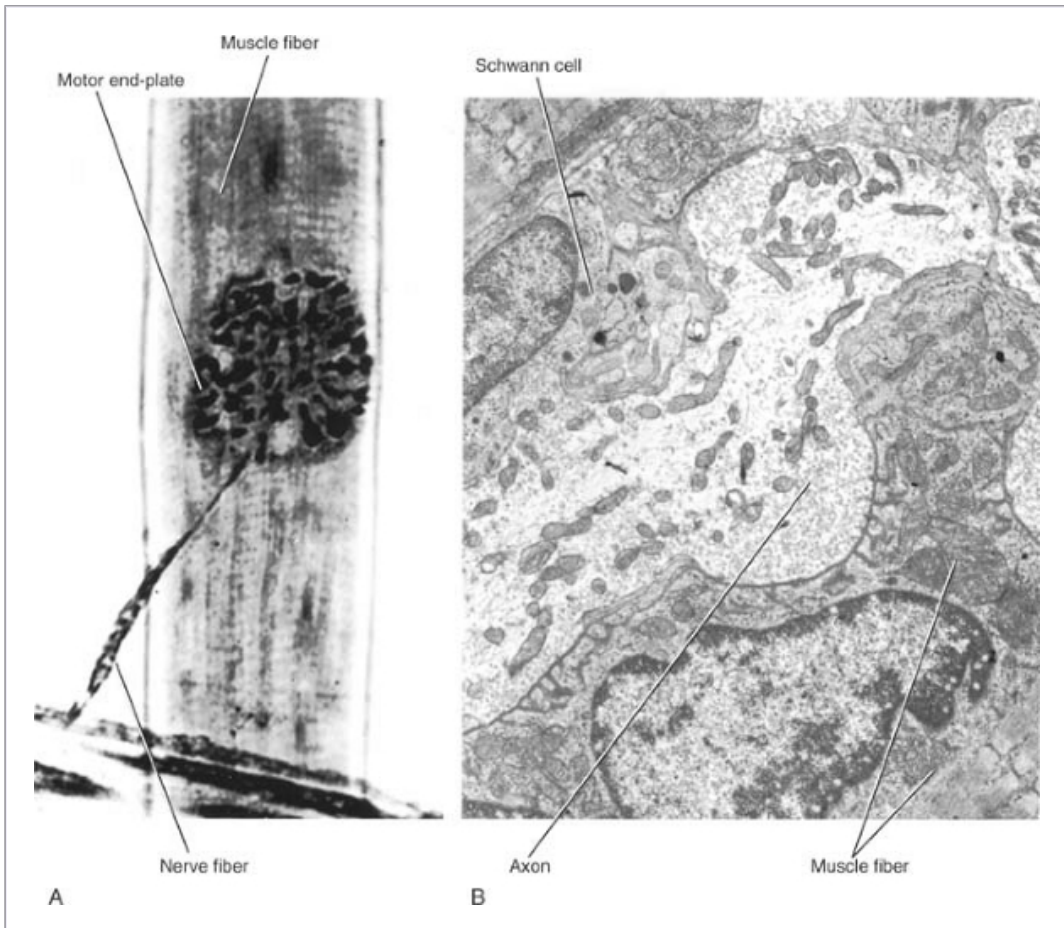 Muscle fiber
Motor end-plate
Schwann cell
Nerve fiber
Axon
Muscle fiber
A
B